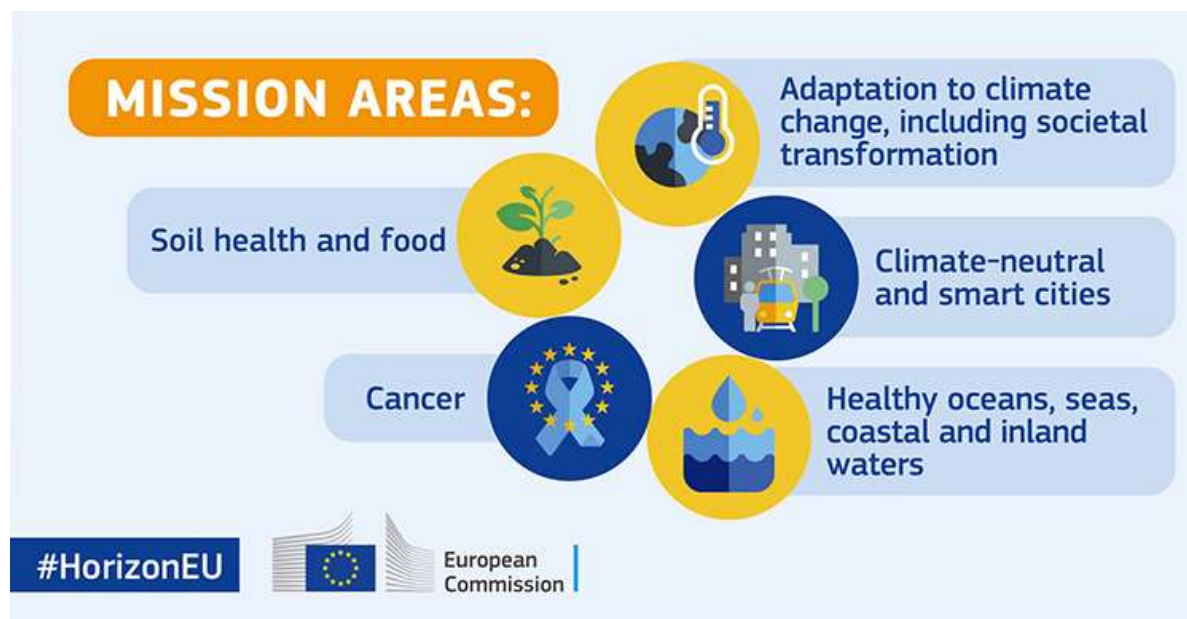 MISSION AREAS:
Adaptation to climate
change, including societal
transformation
Soil health and food
Climate-neutral
and smart cities
Cancer
Healthy oceans, seas,
coastal and inland
waters
#HorizonEU
European
Commission